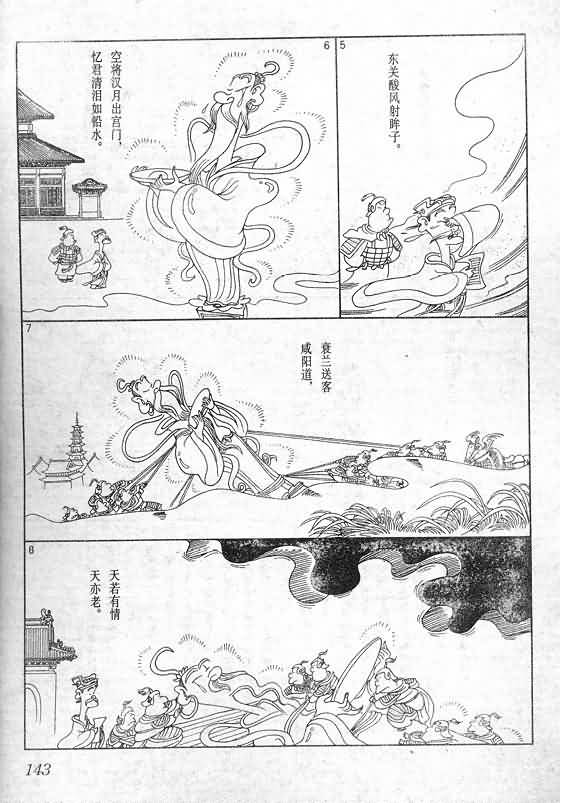 5
东关酸风射眸子。
6
空将汉月出宫门，
忆君清泪如铅水。
7
衰兰送客
咸阳道，
8
天若有情
天亦老。
143